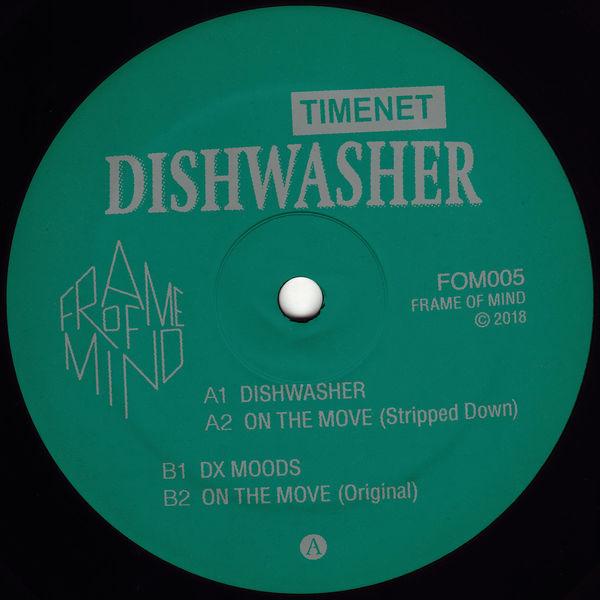 TIMENET
DISHWASHER
FRAME
OF
MIND
FOM005
FRAME OF MIND
© 2018
A1 DISHWASHER
A2 ON THE MOVE (Stripped Down)
B1 DX MOODS
B2 ON THE MOVE (Original)
A